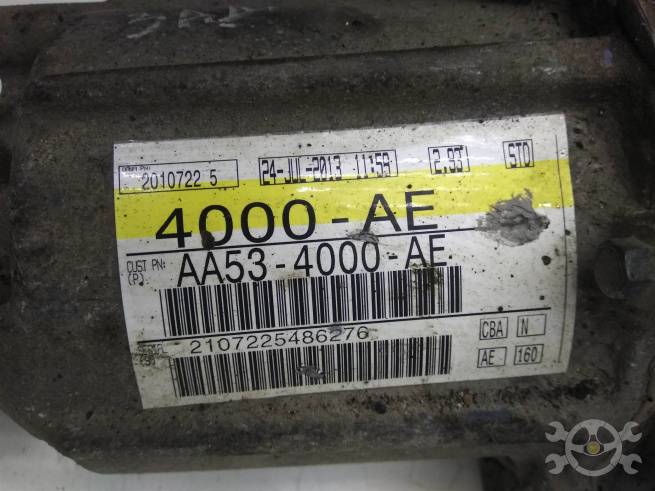 2010722 5 24-JUL-2013 11:59 2.93 STD
4000-AE
CUST PN: AA53-4000-AE
(P)
2107225486276
CBA N
AE 160